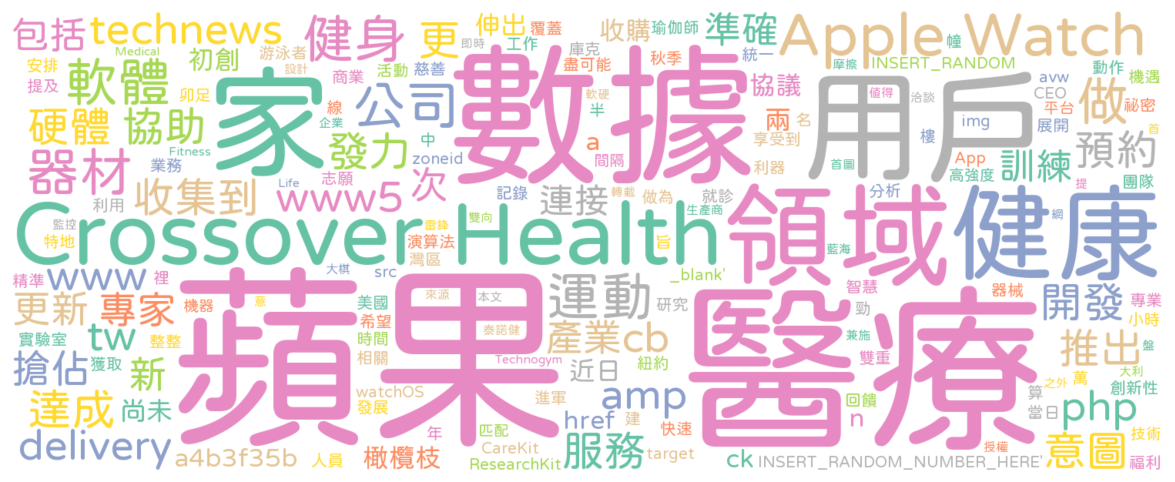 包括 technews 健身 更 伸出 覆蓋 收購 瑜伽師 準確 Apple Watch
Medical 游泳者 即時 工作 庫克 統一 幢
安排 初創 設計 商業 活動 慈善 盡可能 秋季 摩擦 INSERT_RANDOM
提及 軟體 卯足 家 線 公司 數據 軟硬 協議 值得 洽談 用戶 avw 動作 機遇
硬體 協助 企業 發力 中 半 兩 名 CEO 平台 祕密
業務 Fitness zoneid a 間隔 享受到 樓 img 展開 做 首
器材 收集到 Life 志願 次 利器 首圖 App 訓練 預約
利用 www5 記錄 連接 做為 轉載 就診 分析 高強度 團隊 提
監控 特地 Crossover Health 雷鋒 雙向 旨 生產商 領域 藍海 健康 網
演算法 灣區
精準 www 裡 大棋 src 本文 來源 運動 _blank' 智慧 器械 專業
更新 專家 機器 意 美國 蘋果 研究 勁 醫療 開發 小時
實驗室 tw 整整 希望 泰諾健 產業 cb 兼施 雙重 盤
搶佔 獲取 新 時間 相關 Technogym 近日 紐約 推出 大利
達成 尚未 watchOS 發展 進軍 amp 萬 之外 創新性
年 href 建 快速 回饋 n 算 當日 php
delivery a4b3f35b 人員 橄欖枝 匹配 CareKit ResearchKit 服務 target ck INSERT_RANDOM_NUMBER_HERE' 授權 意圖 技術 福利